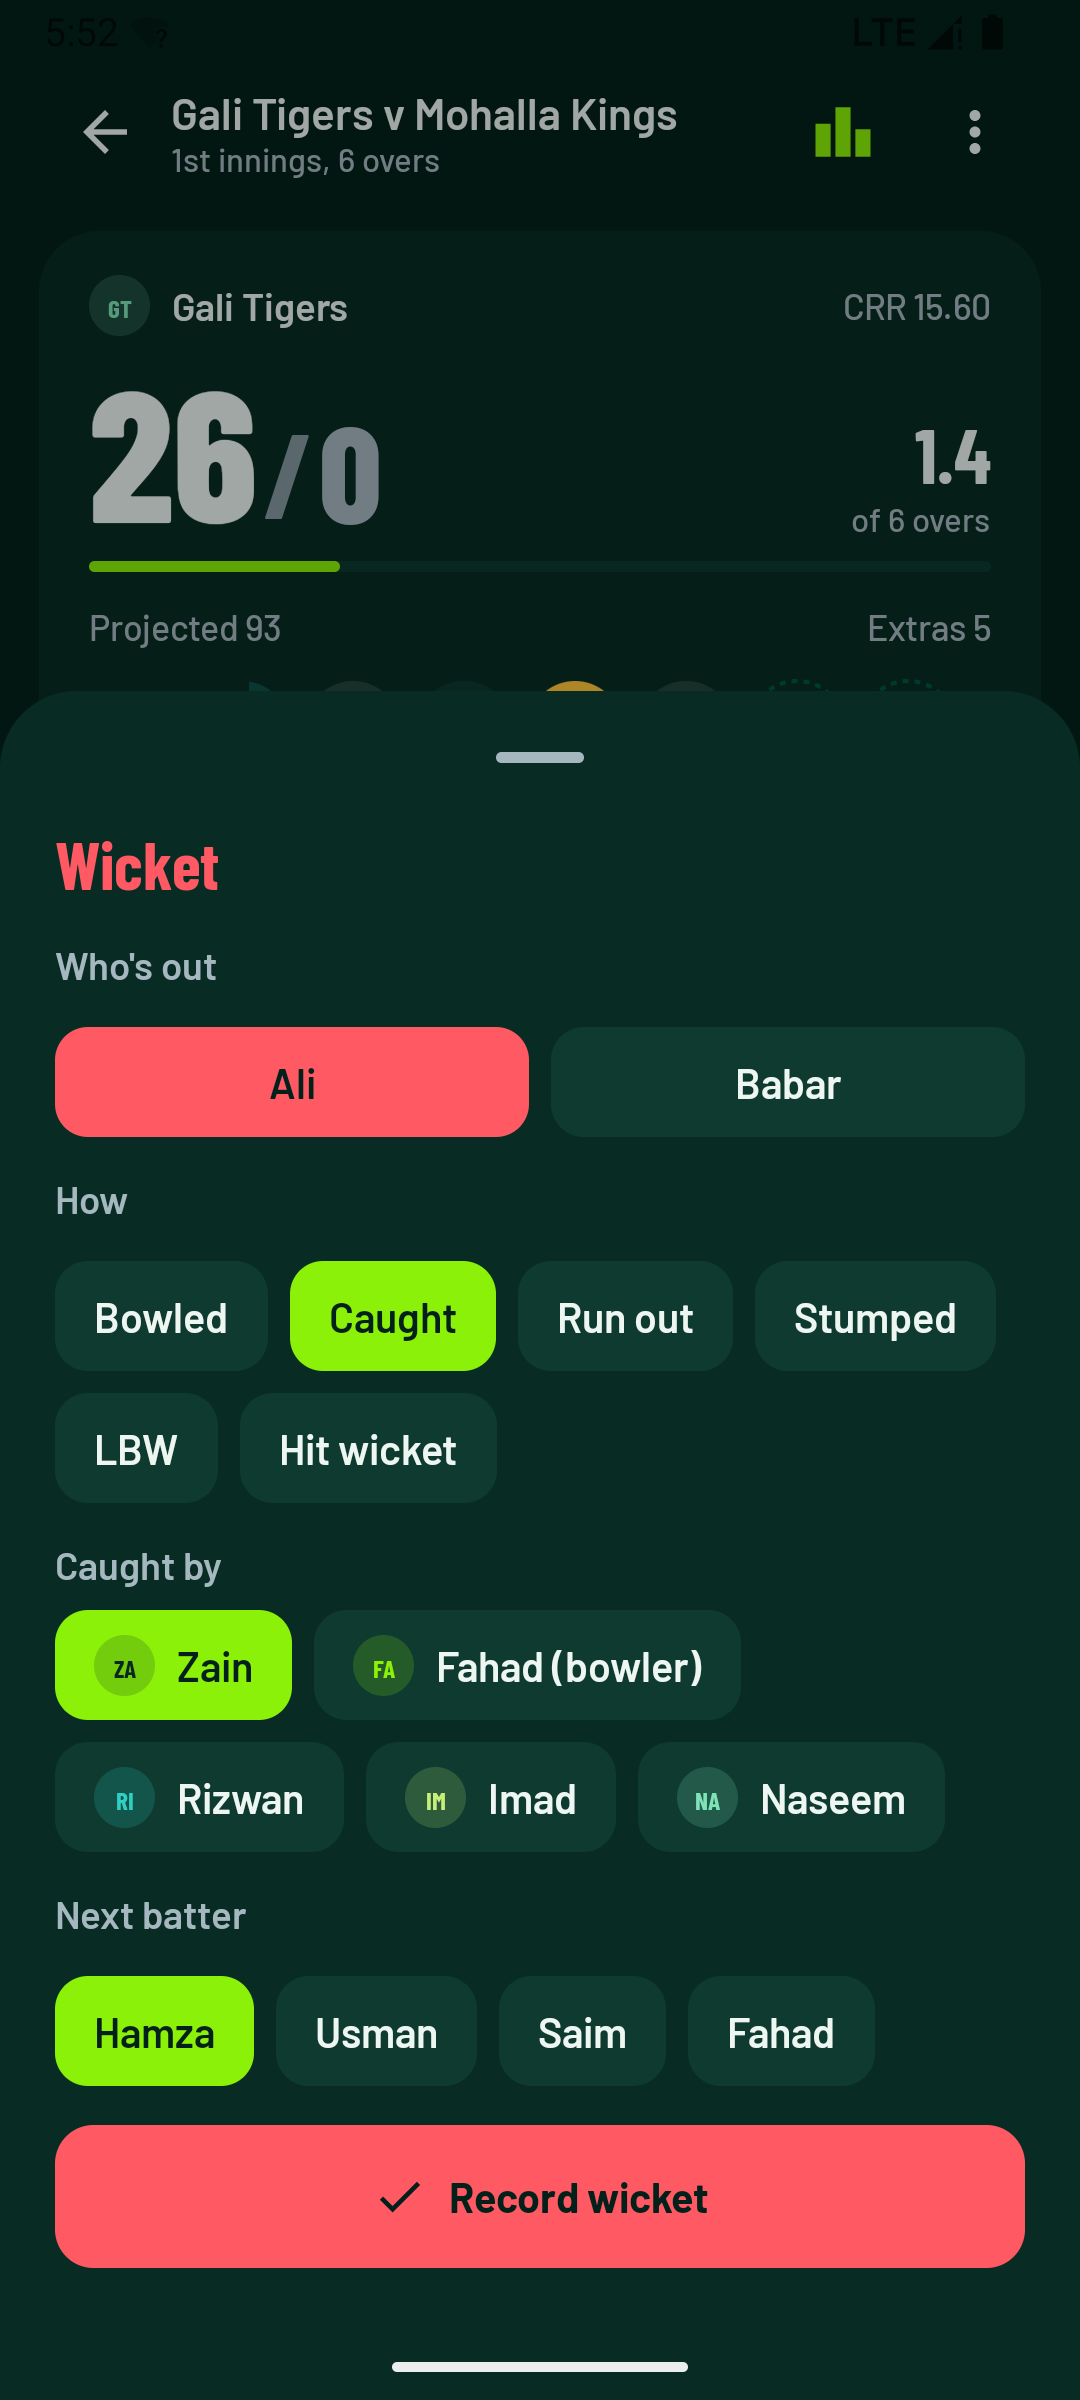 5:52
LTE
Gali Tigers v Mohalla Kings
1st innings, 6 overs
GT Gali Tigers CRR 15.60
26/0 1.4
of 6 overs
Projected 93 Extras 5
Wicket
Who's out
Ali Babar
How
Bowled Caught Run out Stumped
LBW Hit wicket
Caught by
ZA Zain FA Fahad (bowler)
RI Rizwan IM Imad NA Naseem
Next batter
Hamza Usman Saim Fahad
Record wicket